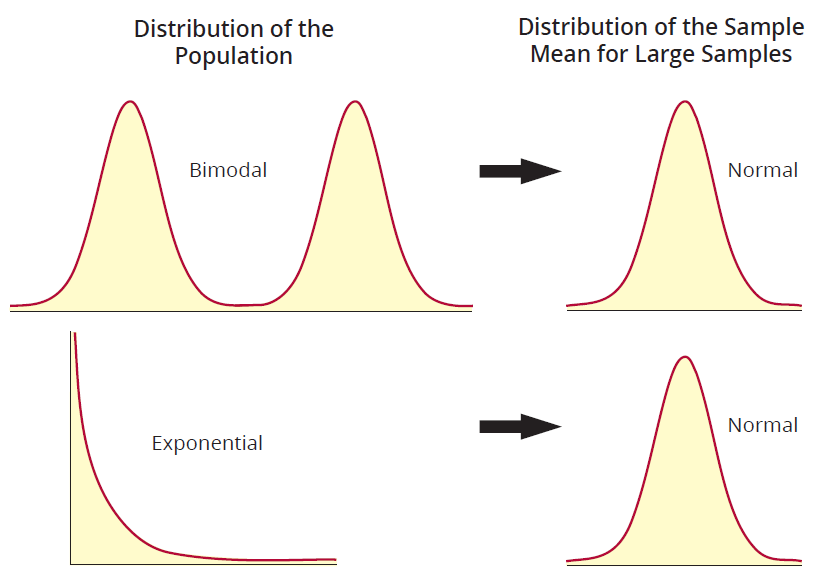 Distribution of the
Population
Distribution of the Sample
Mean for Large Samples
Bimodal
Normal
Exponential
Normal